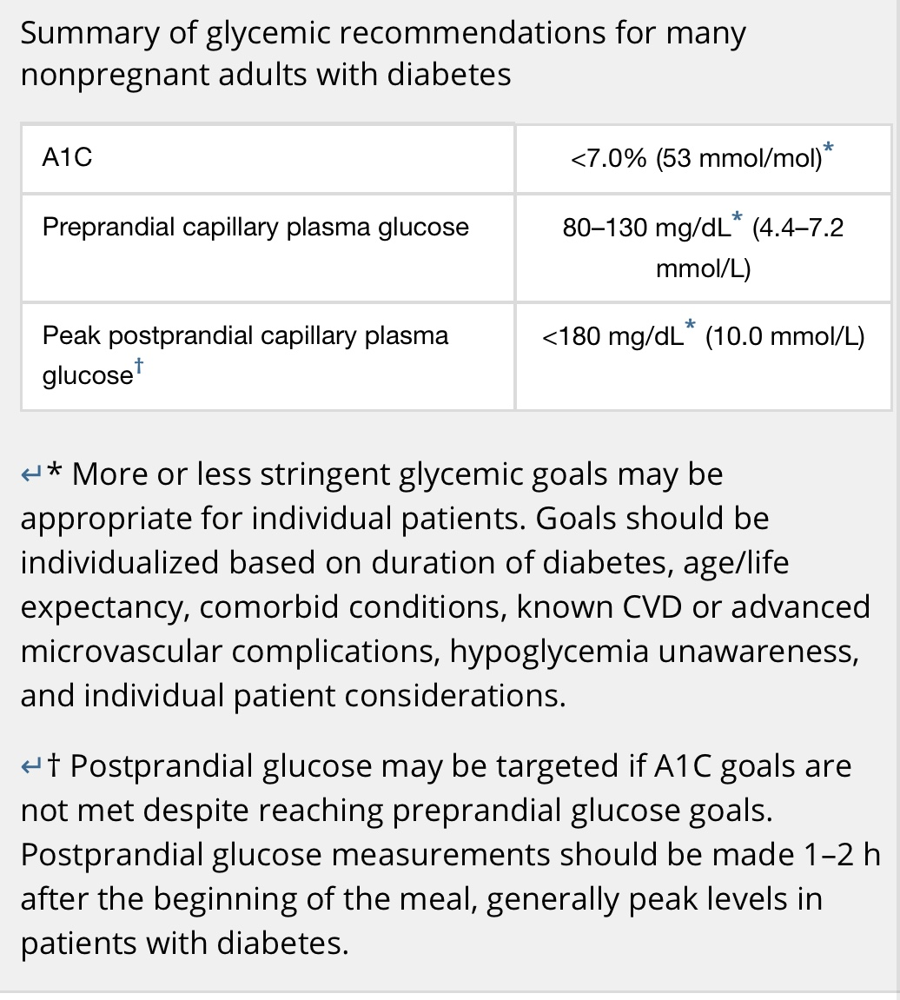 Summary of glycemic recommendations for many
nonpregnant adults with diabetes
A1C
<7.0% (53 mmol/mol)*
Preprandial capillary plasma glucose
80–130 mg/dL* (4.4–7.2
mmol/L)
Peak postprandial capillary plasma
glucose†
<180 mg/dL* (10.0 mmol/L)
↵* More or less stringent glycemic goals may be
appropriate for individual patients. Goals should be
individualized based on duration of diabetes, age/life
expectancy, comorbid conditions, known CVD or advanced
microvascular complications, hypoglycemia unawareness,
and individual patient considerations.
↵† Postprandial glucose may be targeted if A1C goals are
not met despite reaching preprandial glucose goals.
Postprandial glucose measurements should be made 1–2 h
after the beginning of the meal, generally peak levels in
patients with diabetes.